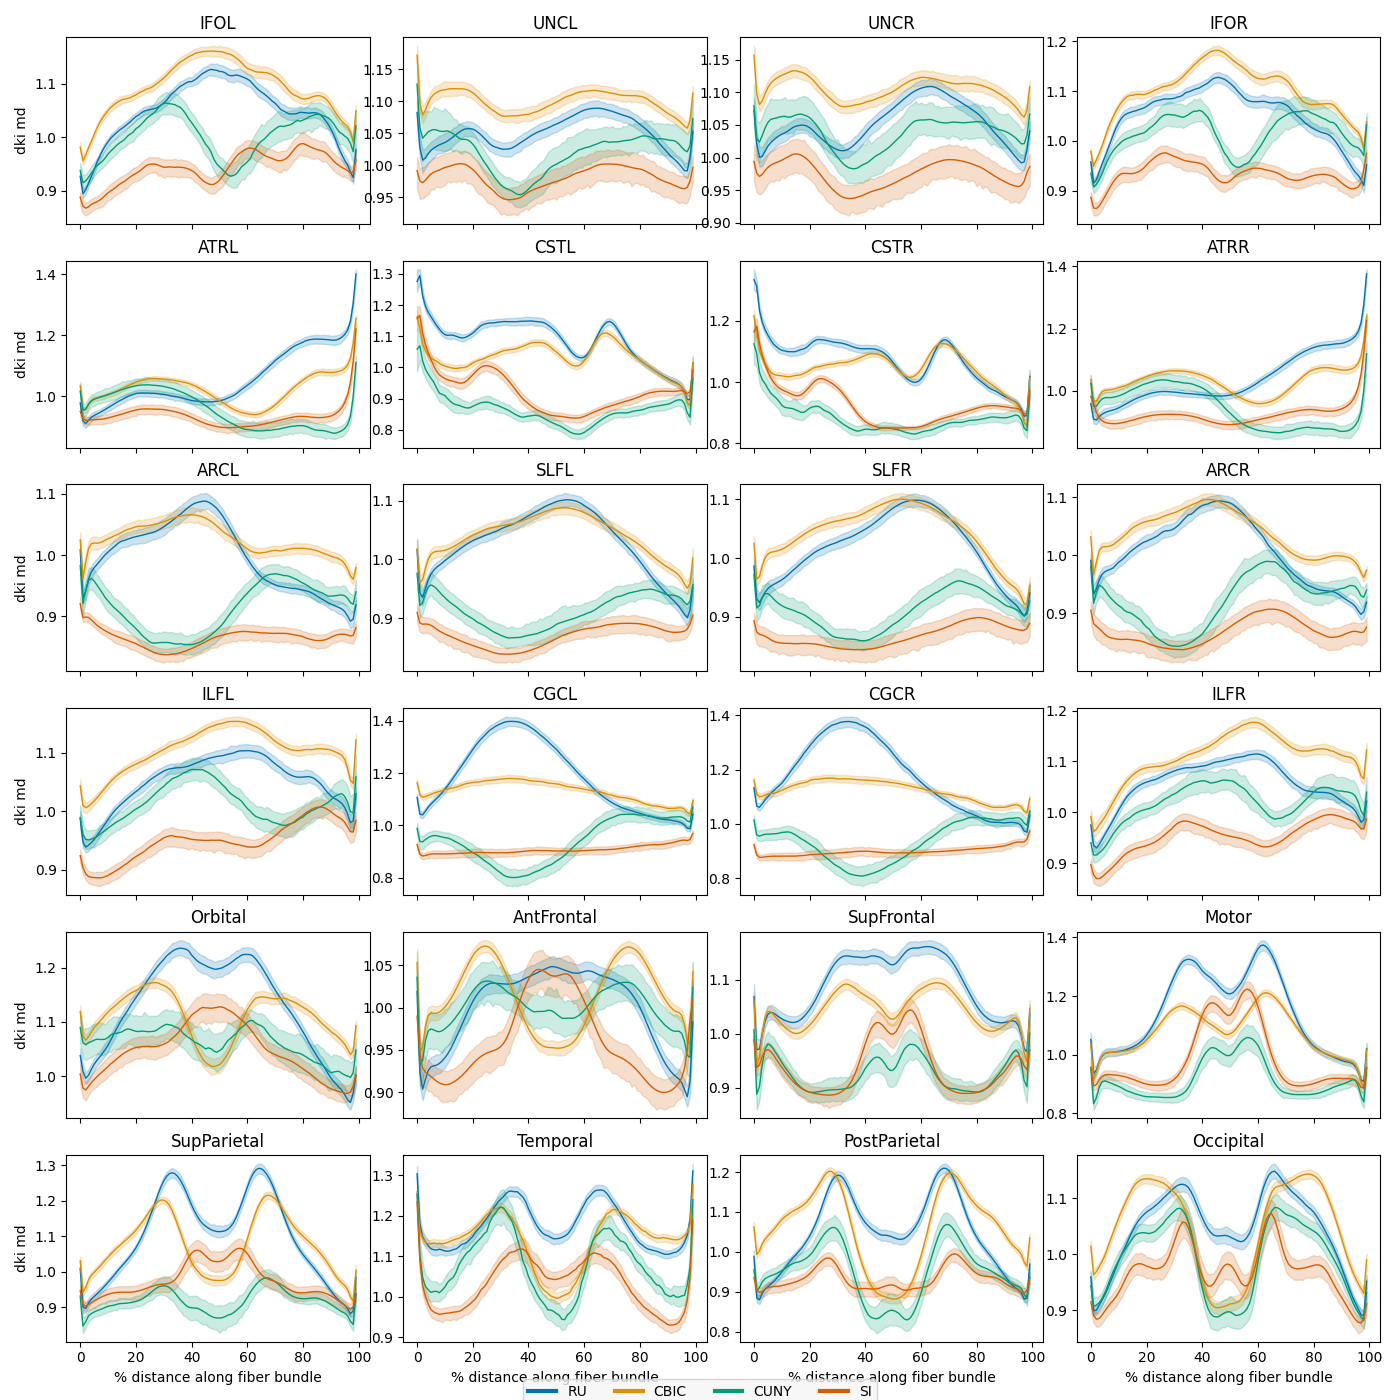 IFOL UNCL UNCR IFOR
dki md
1.1 1.0 0.9
1.15 1.10 1.05 1.00 0.95
1.15 1.10 1.05 1.00 0.95 0.90
1.2 1.1 1.0 0.9
ATRL CSTL CSTR ATRR
dki md
1.4 1.2 1.0
1.3 1.2 1.1 1.0 0.9 0.8
1.2 1.0 0.8
1.4 1.2 1.0
ARCL SLFL SLFR ARCR
dki md
1.1 1.0 0.9
1.1 1.0 0.9
1.1 1.0 0.9
1.1 1.0 0.9
ILFL CGCL CGCR ILFR
dki md
1.1 1.0 0.9
1.4 1.2 1.0 0.8
1.4 1.2 1.0 0.8
1.2 1.1 1.0 0.9
Orbital AntFrontal SupFrontal Motor
dki md
1.2 1.1 1.0
1.05 1.00 0.95 0.90
1.1 1.0 0.9
1.4 1.2 1.0 0.8
SupParietal Temporal PostParietal Occipital
dki md
1.3 1.2 1.1 1.0 0.9
1.3 1.2 1.1 1.0 0.9
1.2 1.1 1.0 0.9 0.8
1.1 1.0 0.9
0 20 40 60 80 100 0 20 40 60 80 100 0 20 40 60 80 100 0 20 40 60 80 100
% distance along fiber bundle % distance along fiber bundle % distance along fiber bundle % distance along fiber bundle
RU CBIC CUNY SI